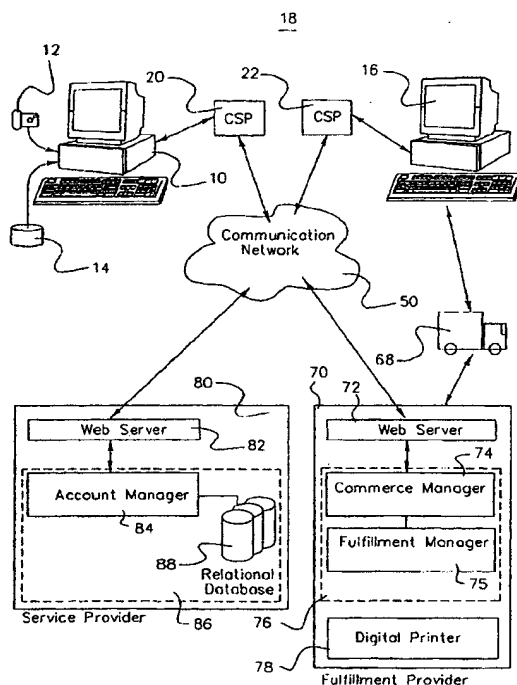 18
12
20
22
16
CSP
CSP
10
14
Communication
Network
50
68
80
70
72
Web Server
82
Web Server
74
Account Manager
84
Commerce Manager
Fulfillment Manager
75
88
Relational
Database
86
76
Service Provider
78
Digital Printer
Fulfillment Provider